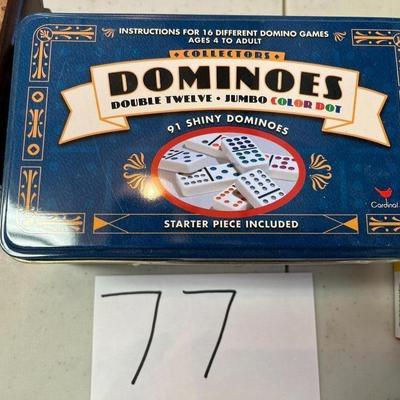 INSTRUCTIONS FOR 16 DIFFERENT DOMINO GAMES
AGES 4 TO ADULT
• COLLECTORS •
DOMINOES
DOUBLE TWELVE • JUMBO COLOR DOT
91 SHINY DOMINOES
Cardinal
STARTER PIECE INCLUDED
77